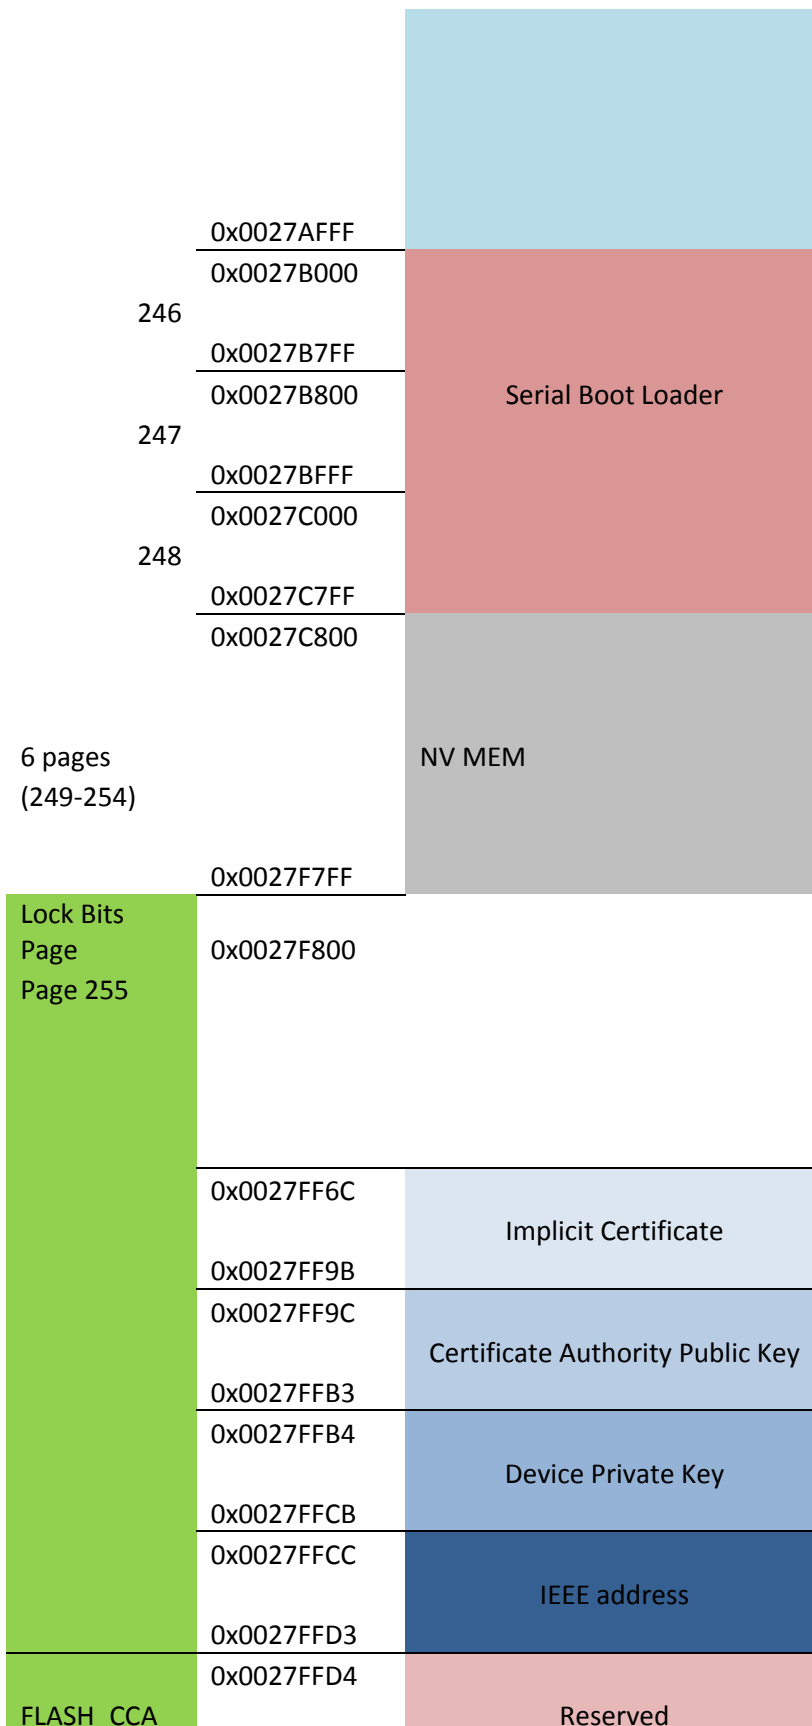 0x0027AFFF
0x0027B000
246
0x0027B7FF
0x0027B800 Serial Boot Loader
247
0x0027BFFF
0x0027C000
248
0x0027C7FF
0x0027C800
6 pages NV MEM
(249-254)
0x0027F7FF
Lock Bits
Page 0x0027F800
Page 255
0x0027FF6C
Implicit Certificate
0x0027FF9B
0x0027FF9C
Certificate Authority Public Key
0x0027FFB3
0x0027FFB4
Device Private Key
0x0027FFCB
0x0027FFCC
IEEE address
0x0027FFD3
0x0027FFD4
FLASH_CCA Reserved